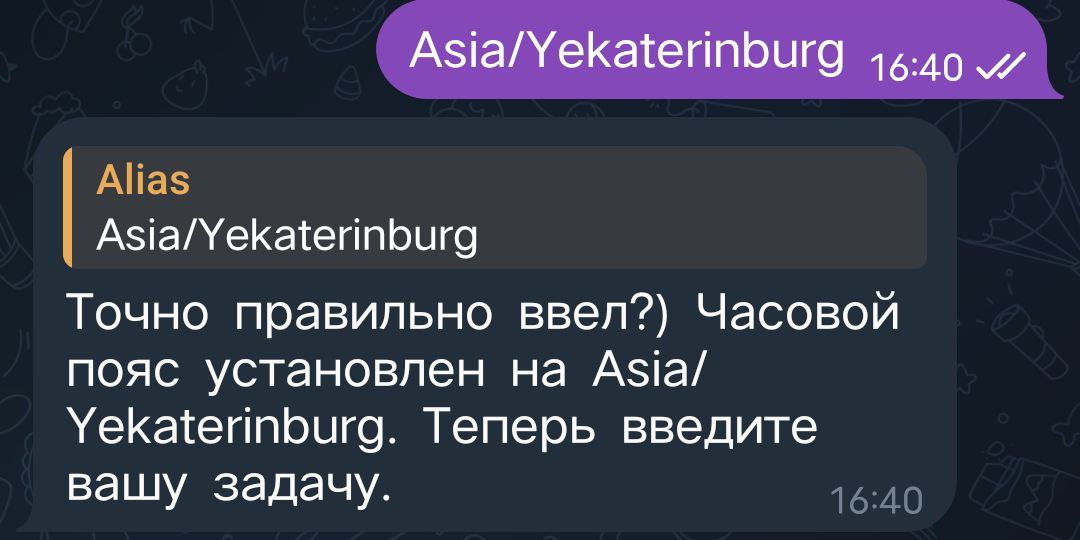 Asia/Yekaterinburg 16:40
Alias
Asia/Yekaterinburg
Точно правильно ввел?) Часовой
пояс установлен на Asia/
Yekaterinburg. Теперь введите
вашу задачу.
16:40